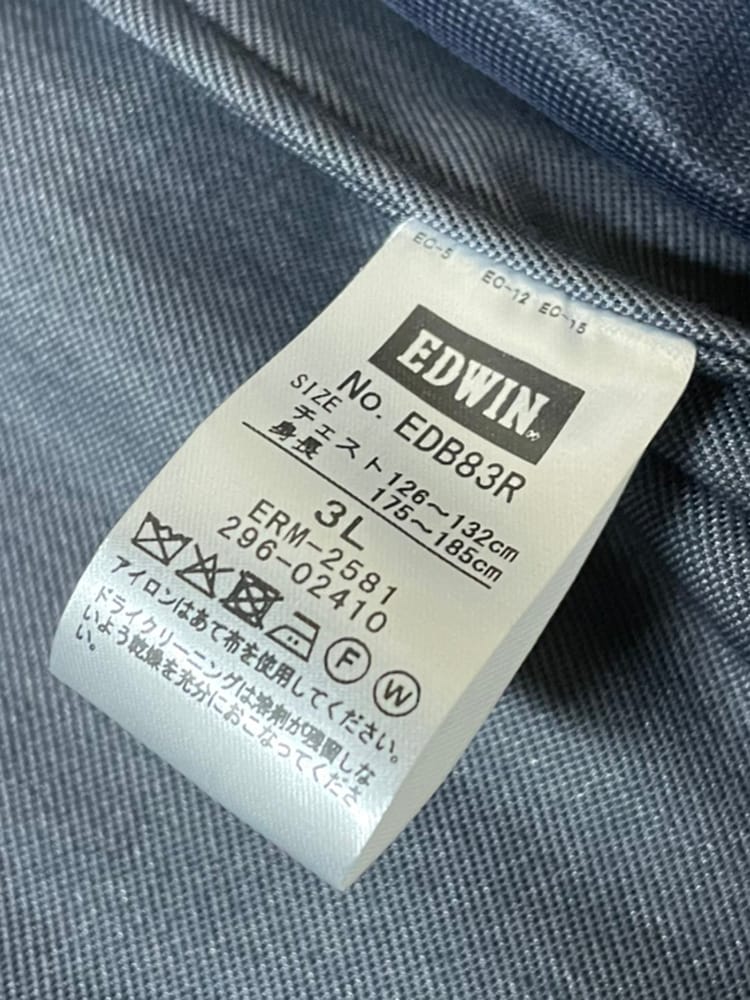 EC-5 EC-12 EC-15
EDWIN
No. EDB83R
SIZE
チェスト 126～132cm
身長 175～185cm
3L
ERM-2581
296-02410
F W
アイロンはあて布を使用してください。
ドライクリーニングは溶剤が残留しな
いよう乾燥を充分におこなってくださ
い。